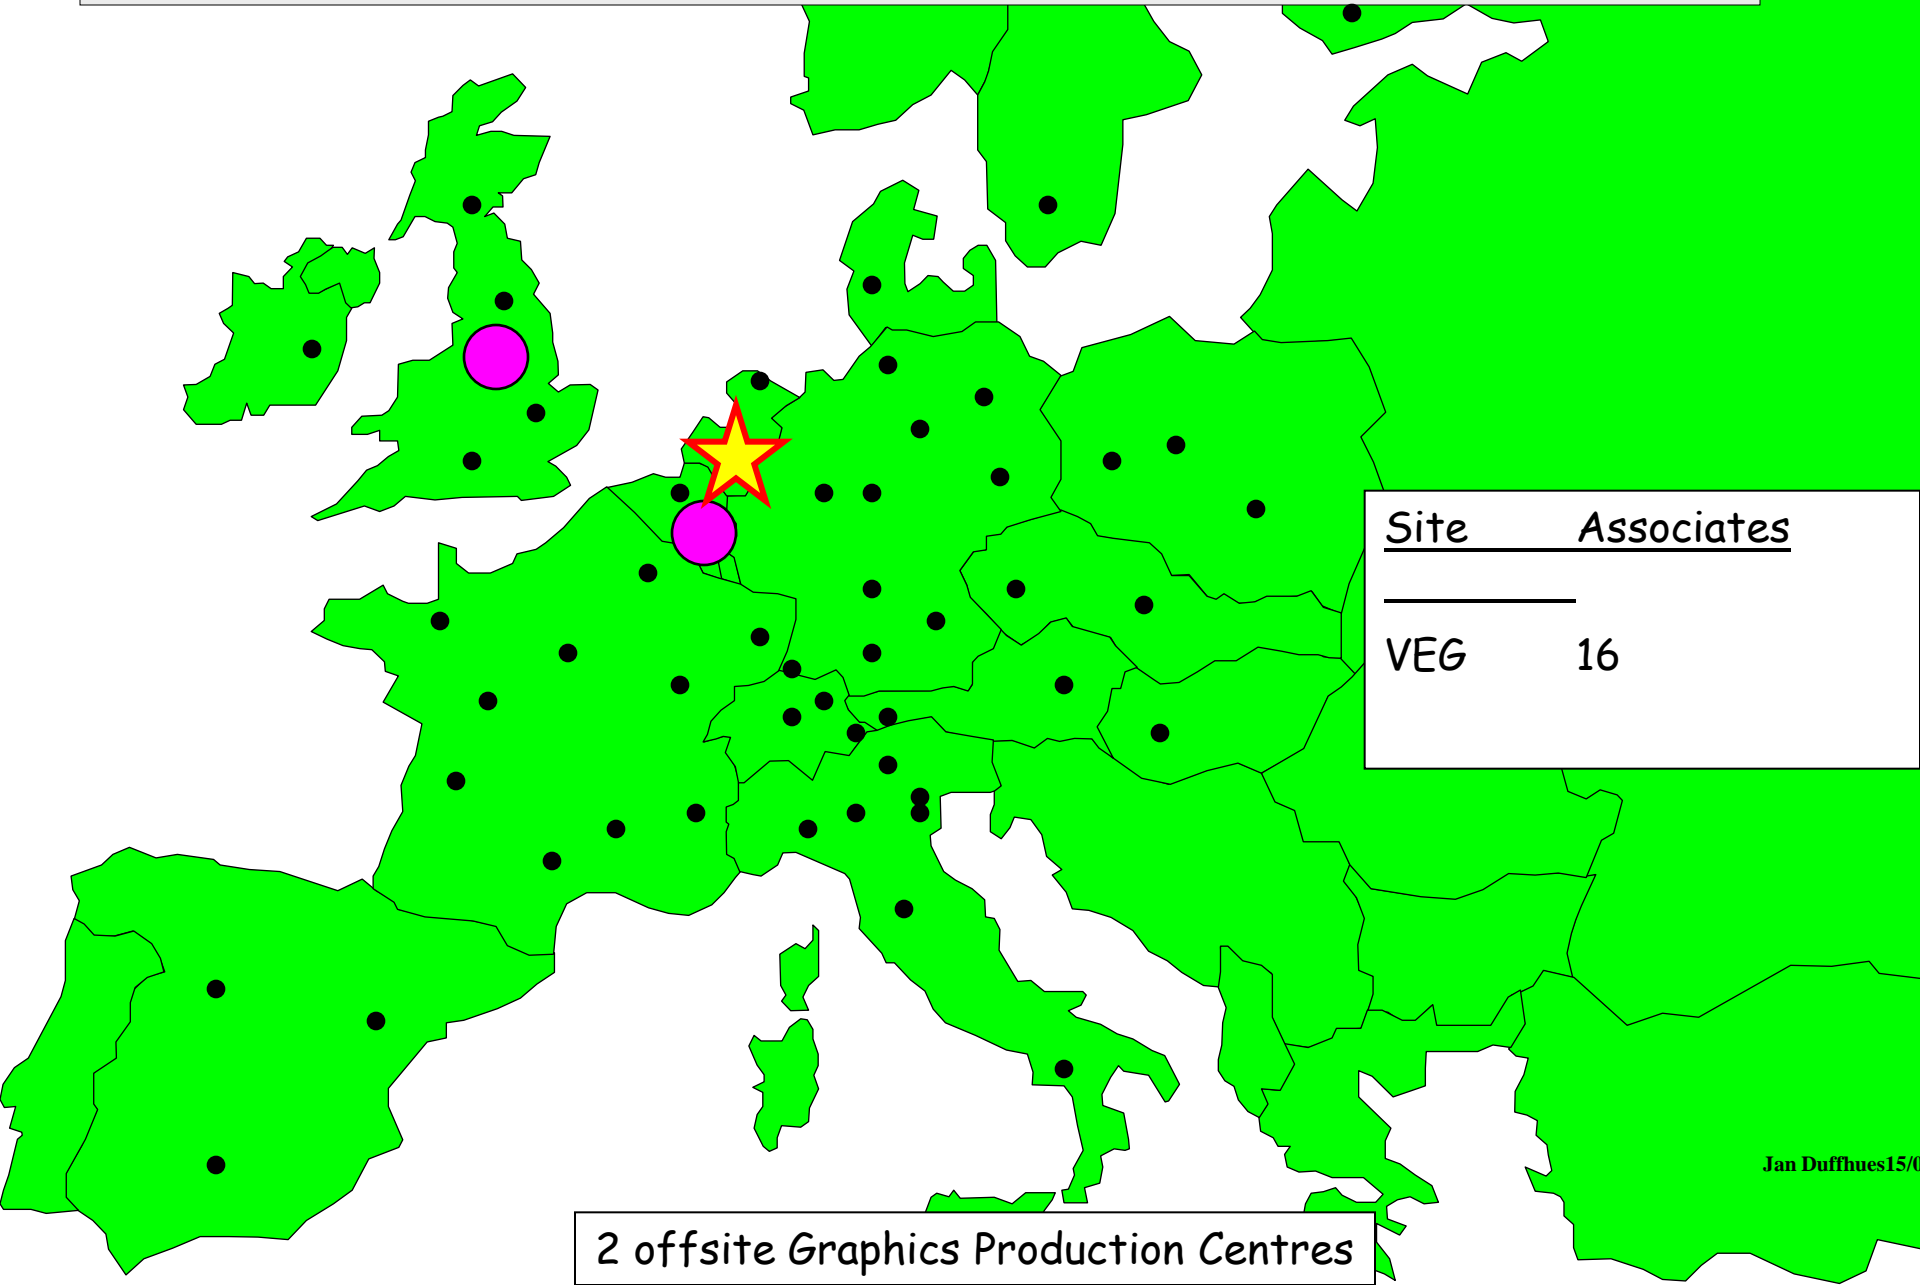 Site Associates
VEG 16
Jan Duffhues15/0
2 offsite Graphics Production Centres